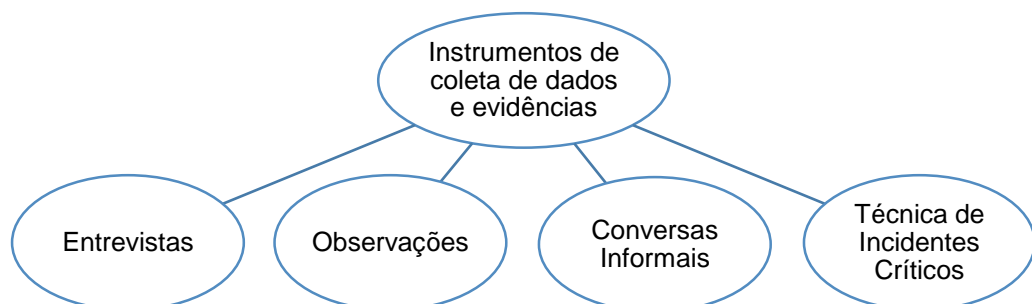 Instrumentos de
coleta de dados
e evidências
Entrevistas
Observações
Conversas
Informais
Técnica de
Incidentes
Críticos